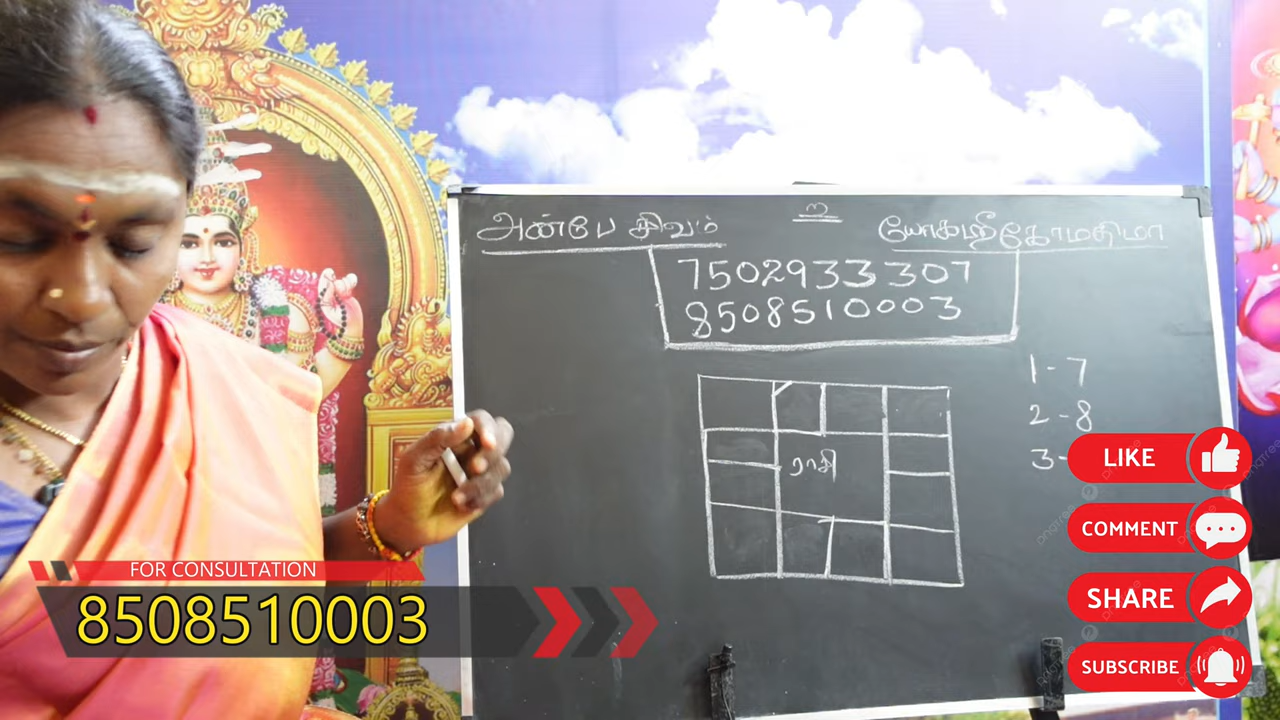 அன்பே சிவம் உ யோகஸ்ரீகோமதிமா
7502933307
8508510003
1-7
2-8
3-
ராசி
LIKE
COMMENT
SHARE
SUBSCRIBE
FOR CONSULTATION
8508510003